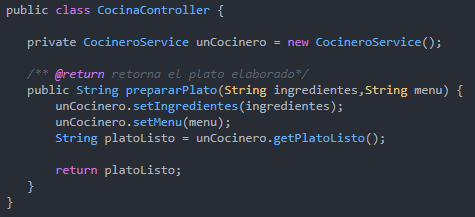 public class CocinaController {
private CocineroService unCocinero = new CocineroService();
/** @return retorna el plato elaborado*/
public String prepararPlato(String ingredientes,String menu) {
unCocinero.setIngredientes(ingredientes);
unCocinero.setMenu(menu);
String platoListo = unCocinero.getPlatoListo();
return platoListo;
}
}